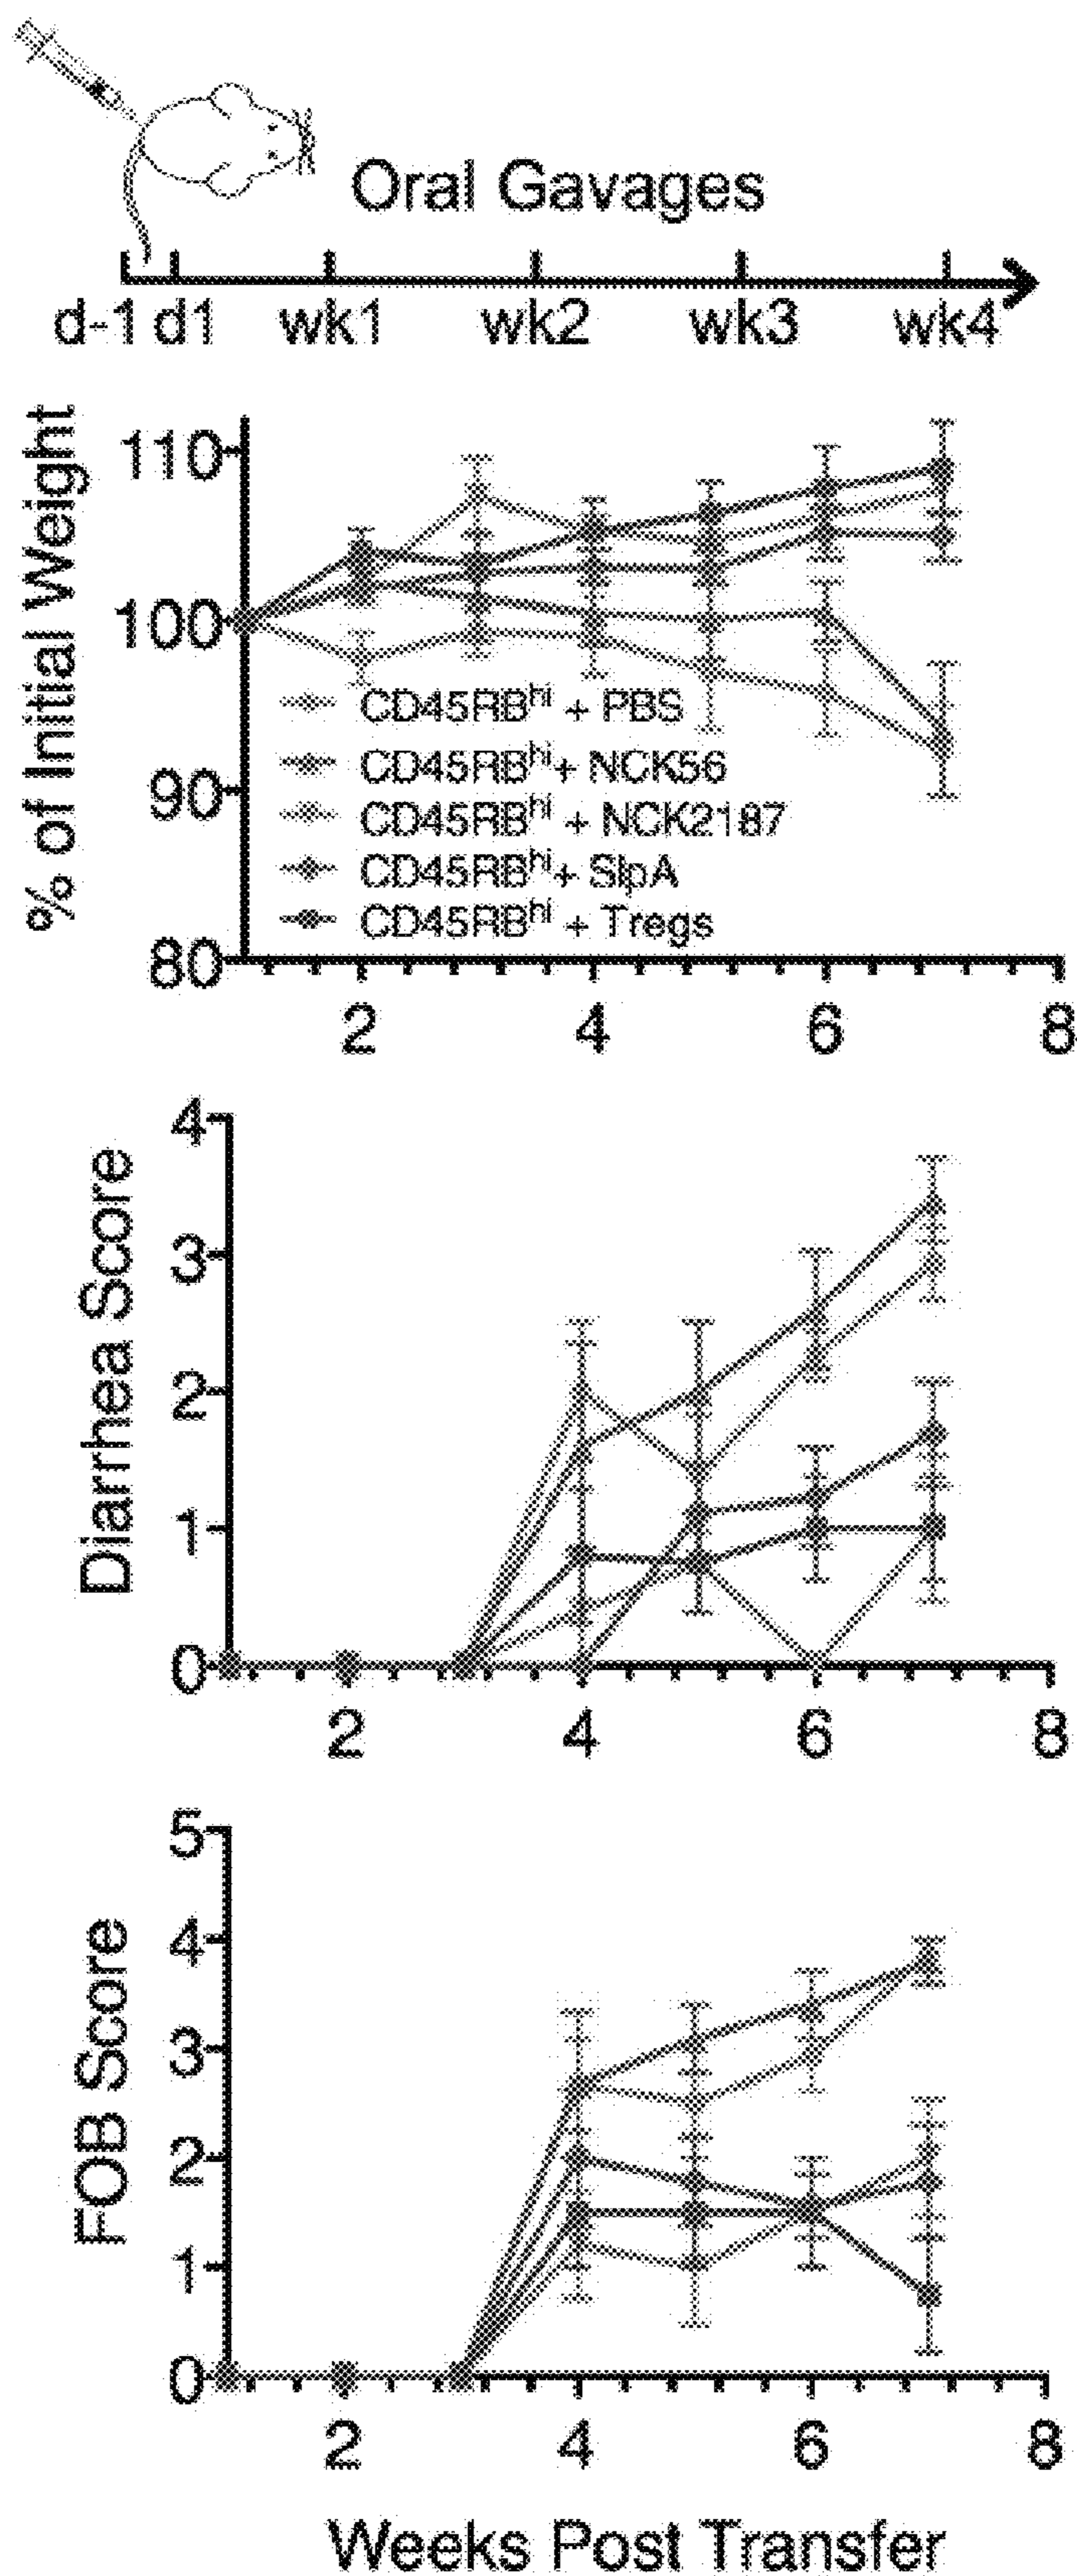 Oral Gavages
d-1 d1 wk1 wk2 wk3 wk4
% of Initial Weight
110
100
90
80
CD45RBhi + PBS
CD45RBhi + NCK56
CD45RBhi + NCK2187
CD45RBhi + SlpA
CD45RBhi + Tregs
2 4 6 8
Diarrhea Score
4
3
2
1
0
2 4 6 8
FOB Score
5
4
3
2
1
0
2 4 6 8
Weeks Post Transfer